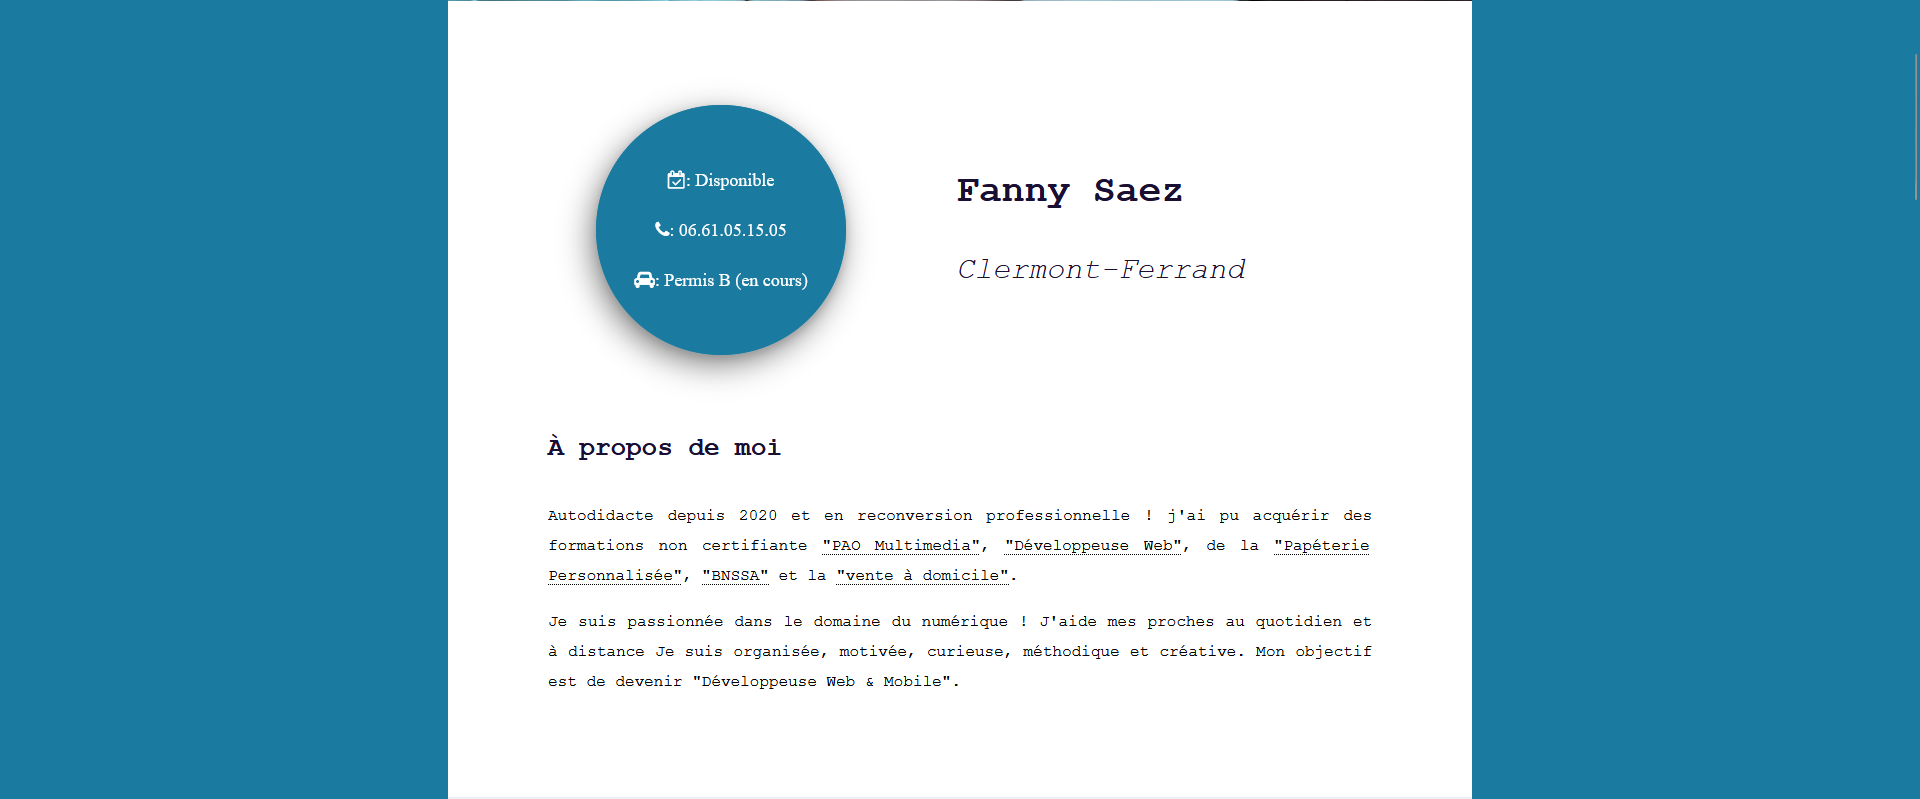 : Disponible
: 06.61.05.15.05
: Permis B (en cours)
Fanny Saez
Clermont-Ferrand
À propos de moi
Autodidacte depuis 2020 et en reconversion professionnelle ! j'ai pu acquérir des
formations non certifiante "PAO Multimedia", "Développeuse Web", de la "Papéterie
Personnalisée", "BNSSA" et la "vente à domicile".
Je suis passionnée dans le domaine du numérique ! J'aide mes proches au quotidien et
à distance Je suis organisée, motivée, curieuse, méthodique et créative. Mon objectif
est de devenir "Développeuse Web & Mobile".